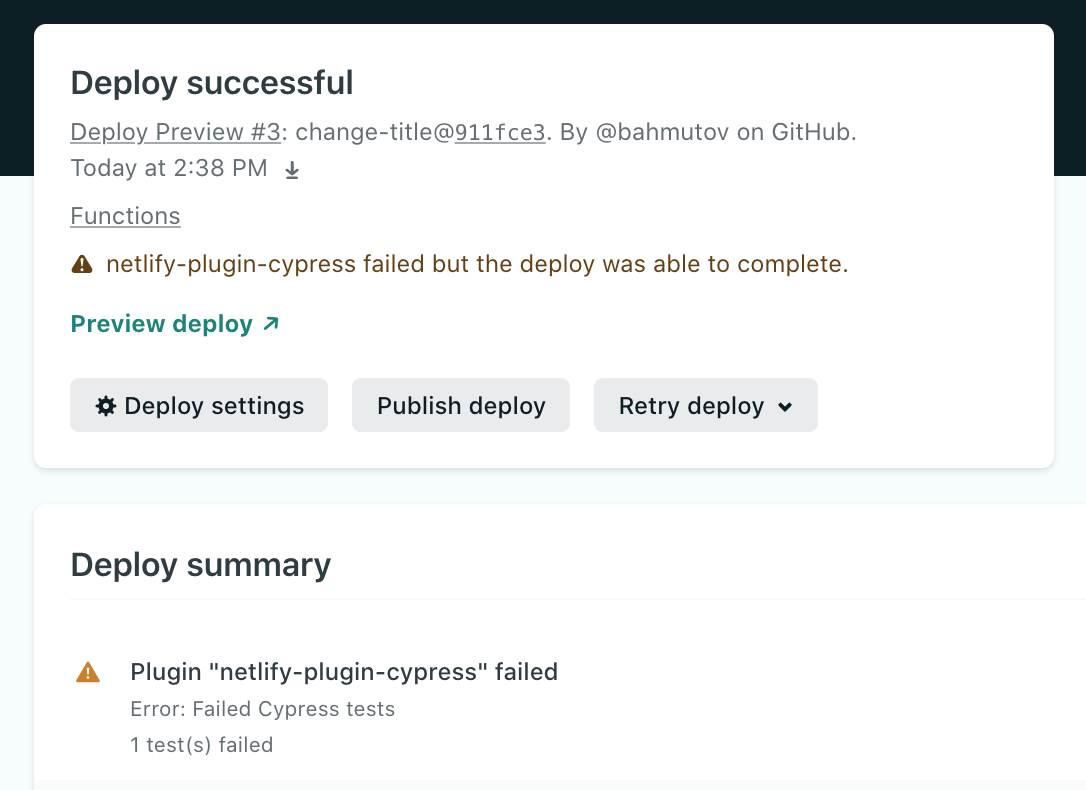 Deploy successful
Deploy Preview #3: change-title@911fce3. By @bahmutov on GitHub.
Today at 2:38 PM
Functions
netlify-plugin-cypress failed but the deploy was able to complete.
Preview deploy
Deploy settings
Publish deploy
Retry deploy
Deploy summary
Plugin "netlify-plugin-cypress" failed
Error: Failed Cypress tests
1 test(s) failed